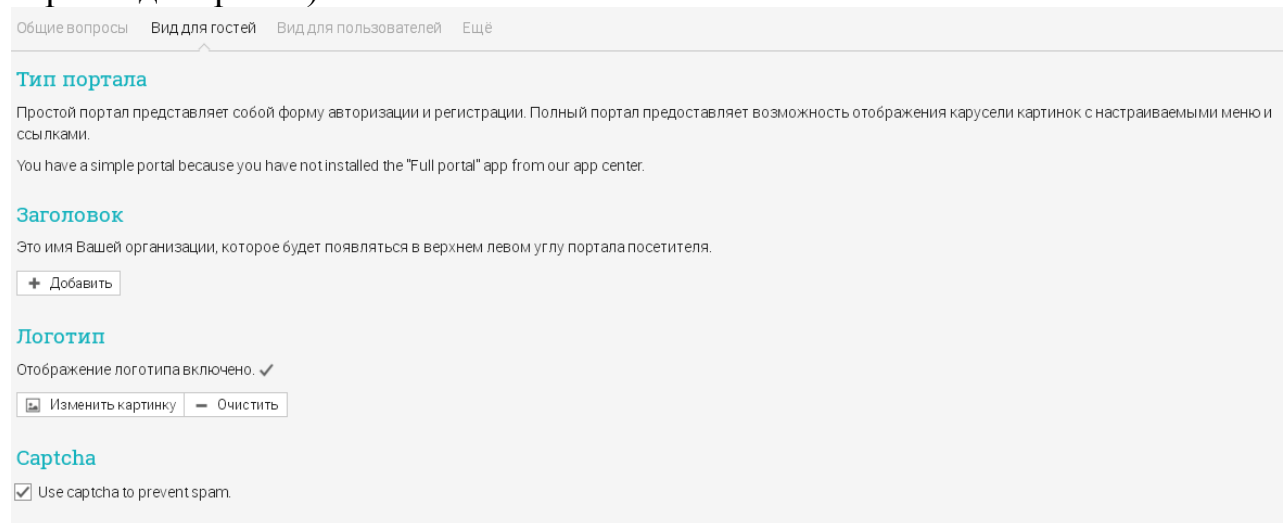 Общие вопросы Вид для гостей Вид для пользователей Ещё
Тип портала
Простой портал представляет собой форму авторизации и регистрации. Полный портал предоставляет возможность отображения карусели картинок с настраиваемыми меню и
ссылками.
You have a simple portal because you have not installed the "Full portal" app from our app center.
Заголовок
Это имя Вашей организации, которое будет появляться в верхнем левом углу портала посетителя.
Добавить
Логотип
Отображение логотипа включено.
Изменить картинку Очистить
Captcha
Use captcha to prevent spam.